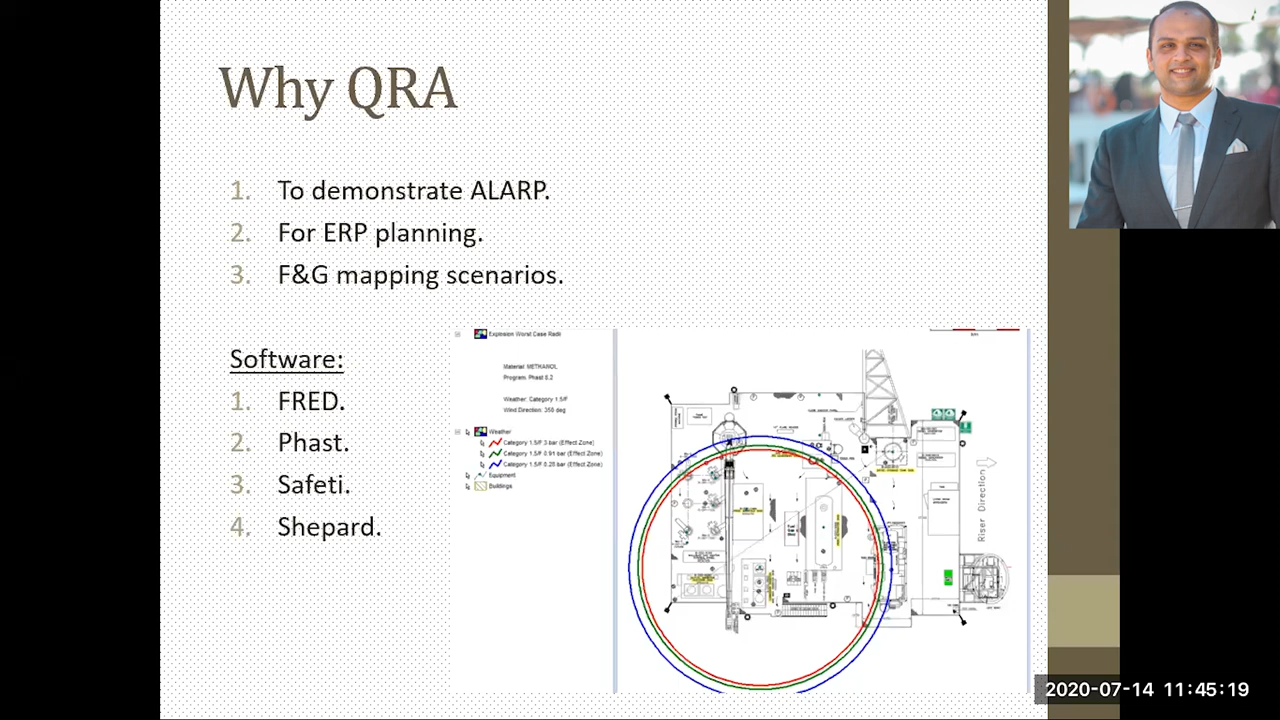 Why QRA
1. To demonstrate ALARP.
2. For ERP planning.
3. F&G mapping scenarios.
Software:
1. FRED.
2. Phast.
3. Safeti.
4. Shepard.
Explosion Worst Case Radii
Material: METHANOL
Program: Phast 8.2
Weather: Category 1.5/F
Wind Direction: 356 deg
Weather
Category 1.5/F 3 bar (Effect Zone)
Category 1.5/F 0.91 bar (Effect Zone)
Category 1.5/F 0.28 bar (Effect Zone)
Equipment
Buildings
Riser Direction
2020-07-14 11:45:19